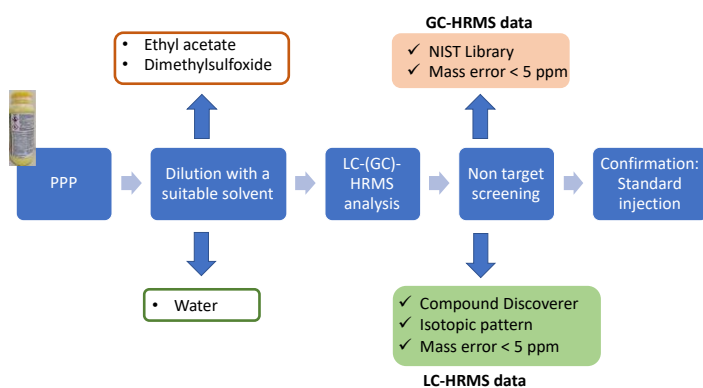 GC-HRMS data
• Ethyl acetate
• Dimethylsulfoxide
✓ NIST Library
✓ Mass error < 5 ppm
PPP
Dilution with a
suitable solvent
LC-(GC)-
HRMS
analysis
Non target
screening
Confirmation:
Standard
injection
• Water
✓ Compound Discoverer
✓ Isotopic pattern
✓ Mass error < 5 ppm
LC-HRMS data